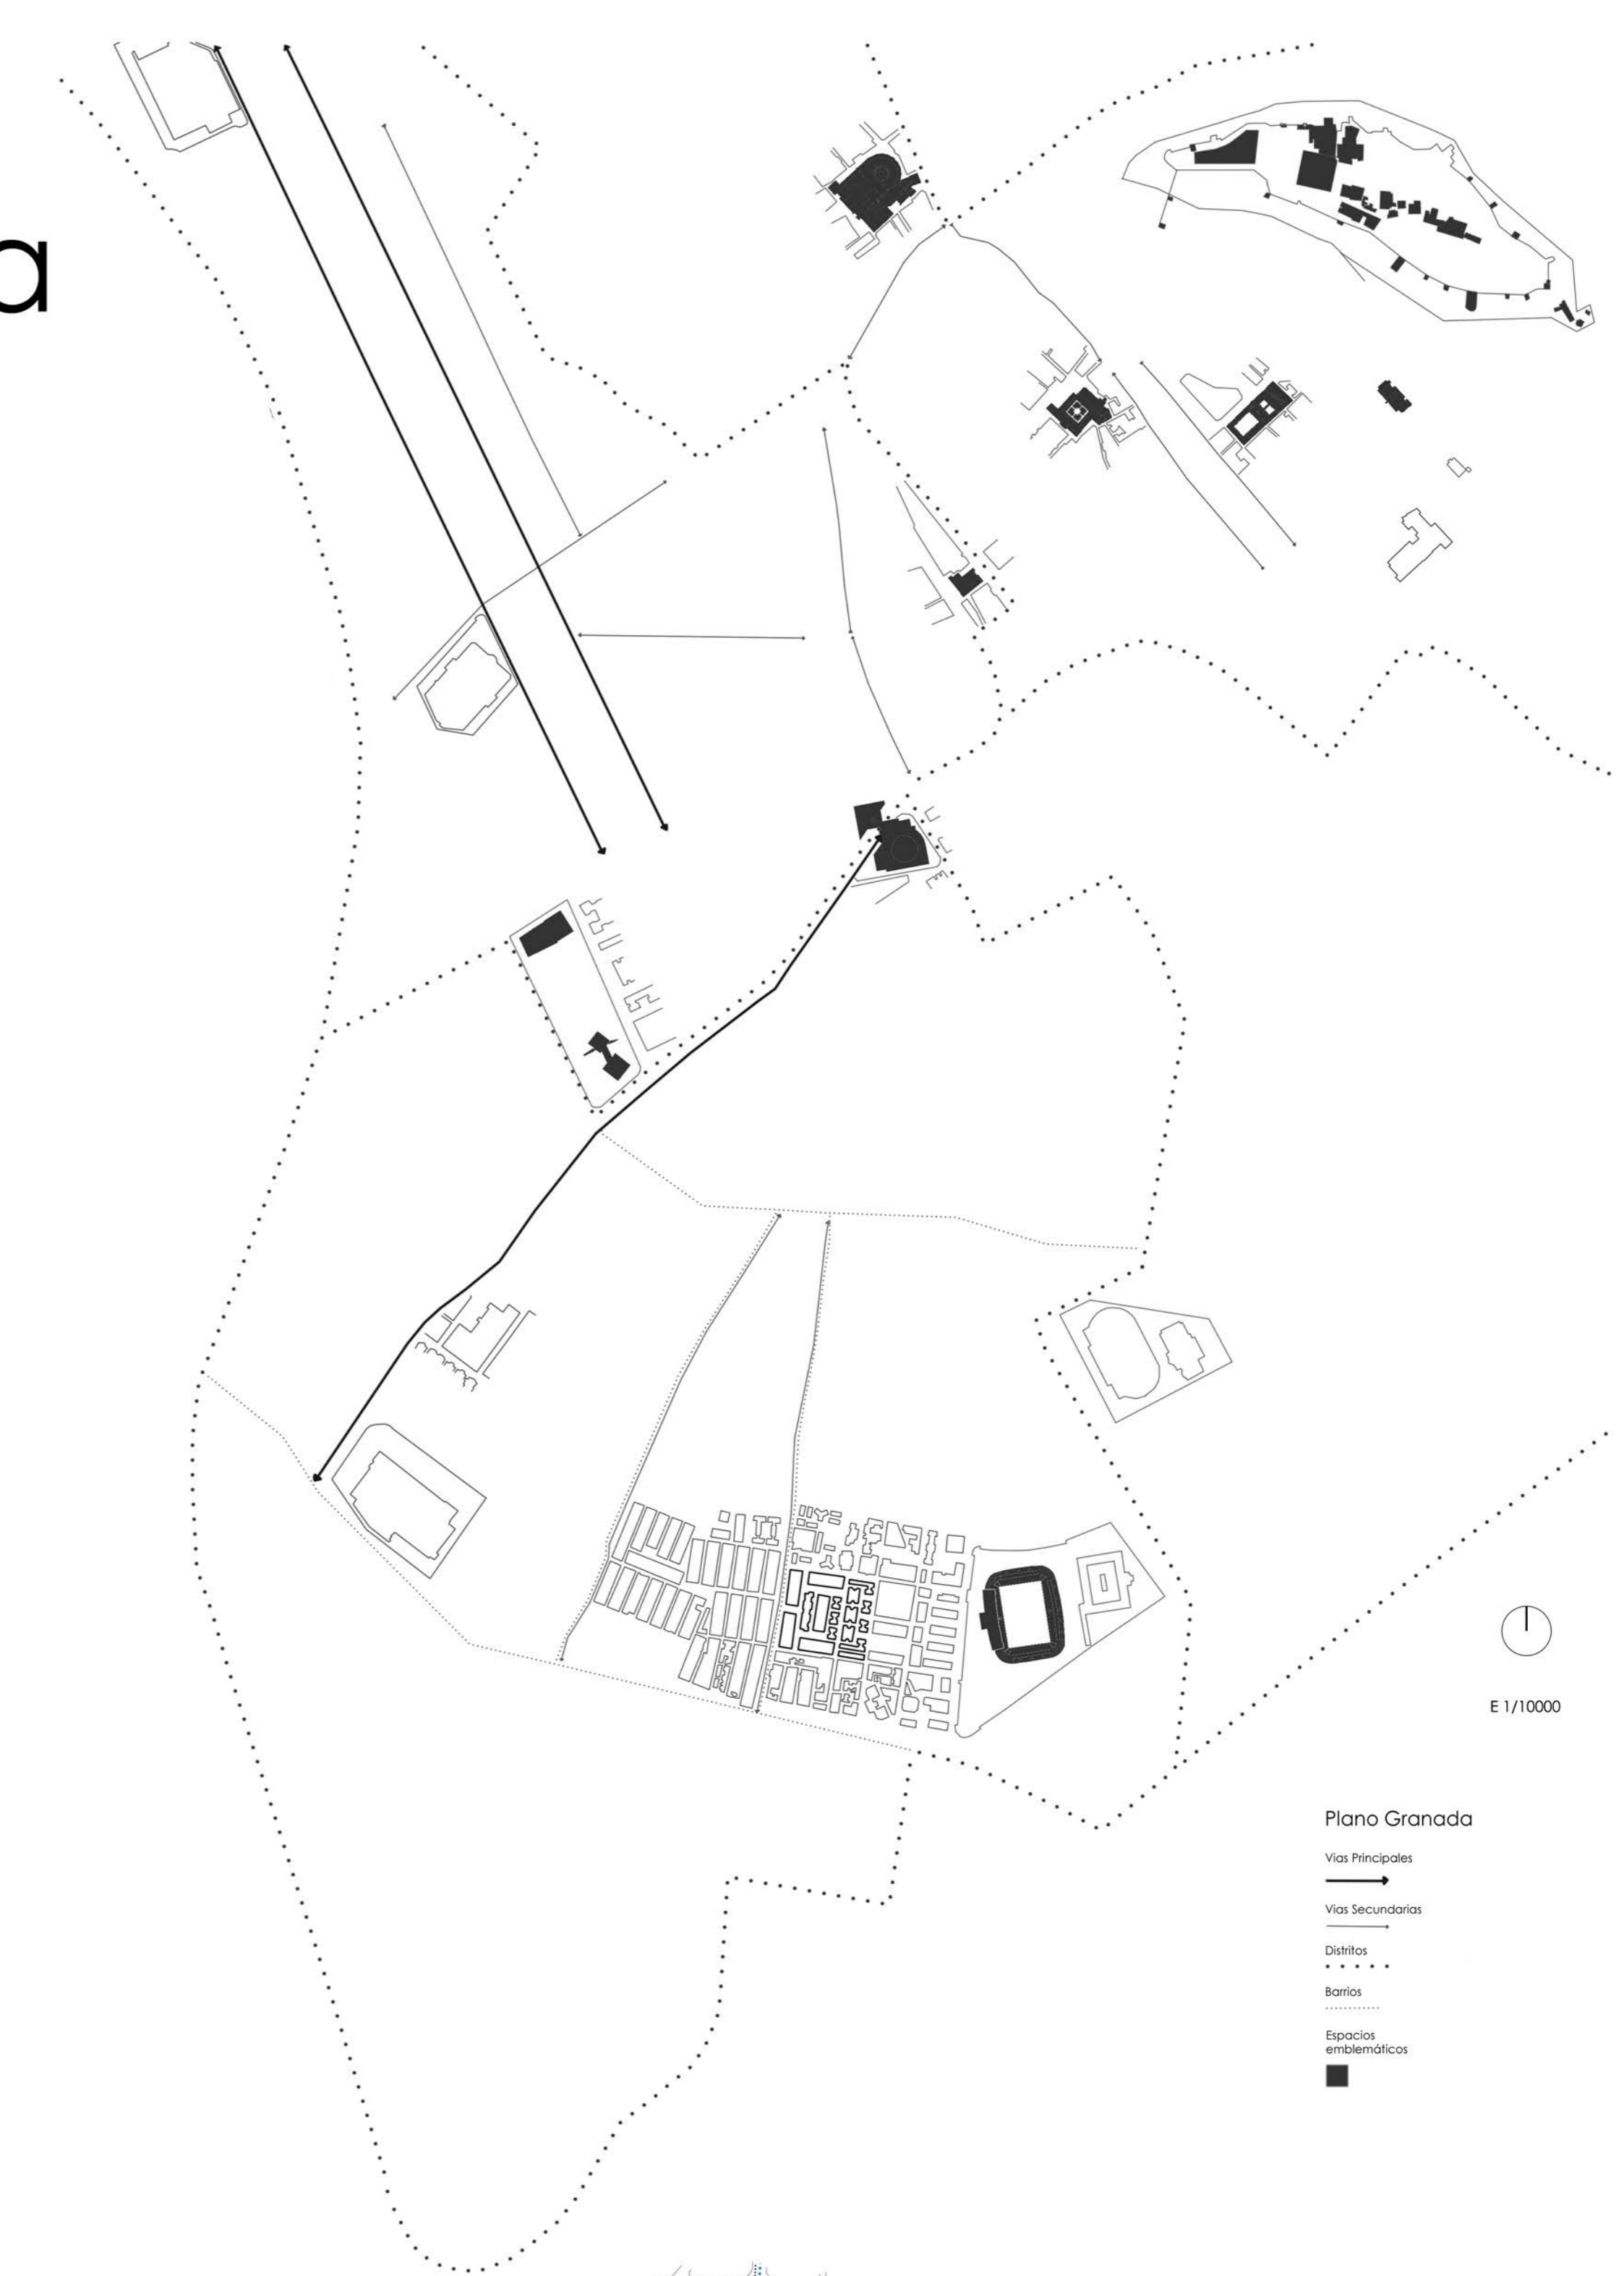 a
E 1/10000
Plano Granada
Vias Principales
Vias Secundarias
Distritos
Barrios
Espacios
emblemáticos